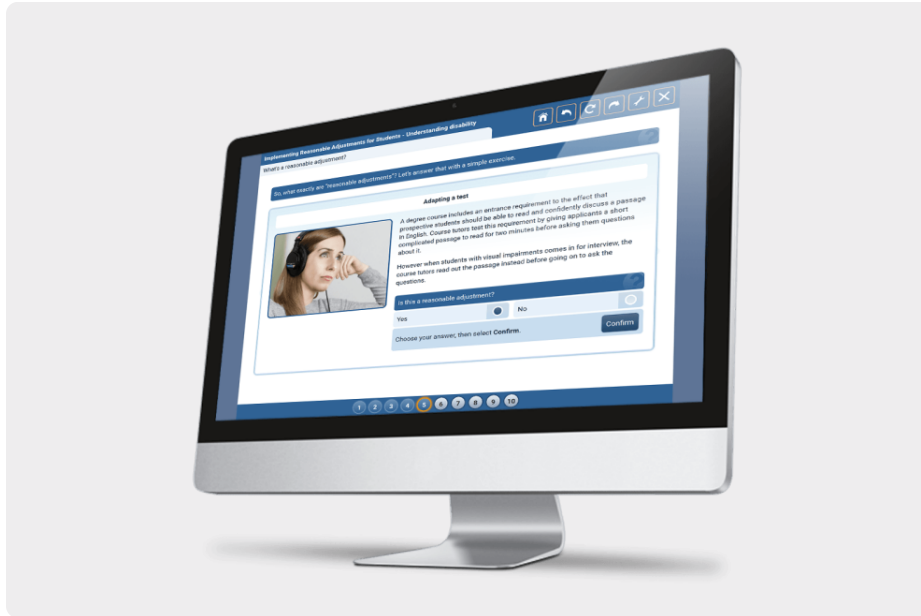 Implementing Reasonable Adjustments for Students - Understanding disability
What's a reasonable adjustment?
So, what exactly are "reasonable adjustments"? Let's answer that with a simple exercise.
Adapting a test
A degree course includes an entrance requirement to the effect that
prospective students should be able to read and confidently discuss a passage
in English. Course tutors test this requirement by giving applicants a short
complicated passage to read for two minutes before asking them questions
about it.
However when students with visual impairments comes in for interview, the
course tutors read out the passage instead before going on to ask the
questions.
Is this a reasonable adjustment?
Yes No
Choose your answer, then select Confirm.
Confirm
1 2 3 4 5 6 7 8 9 10